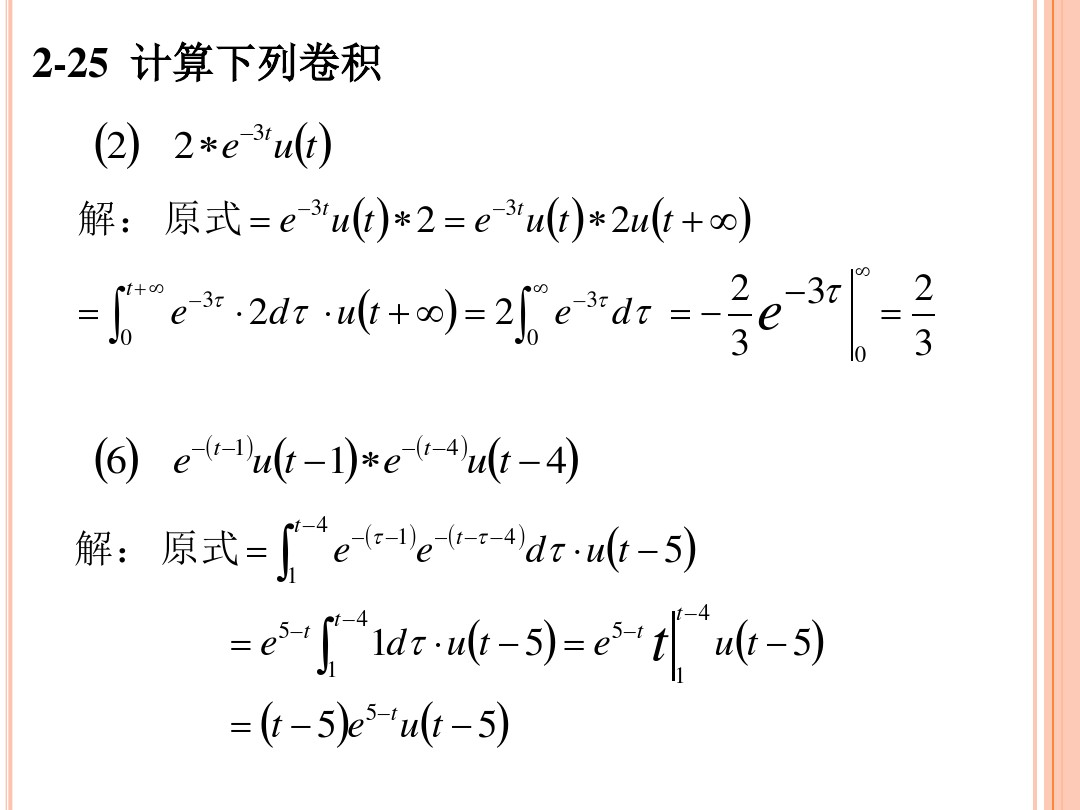 2-25 计算下列卷积
(2) 2*e^{-3t}u(t)
解： 原式 = e^{-3t}u(t)*2 = e^{-3t}u(t)*2u(t+∞)
= ∫_0^{t+∞} e^{-3τ}·2dτ·u(t+∞) = 2∫_0^∞ e^{-3τ}dτ = -\frac{2}{3}e^{-3τ}|_0^∞ = \frac{2}{3}
(6) e^{-(t-1)}u(t-1)*e^{-(t-4)}u(t-4)
解： 原式 = ∫_1^{t-4} e^{-(τ-1)}e^{-(t-τ-4)}dτ·u(t-5)
= e^{5-t}∫_1^{t-4} 1dτ·u(t-5) = e^{5-t} t|_1^{t-4} u(t-5)
= (t-5)e^{5-t}u(t-5)